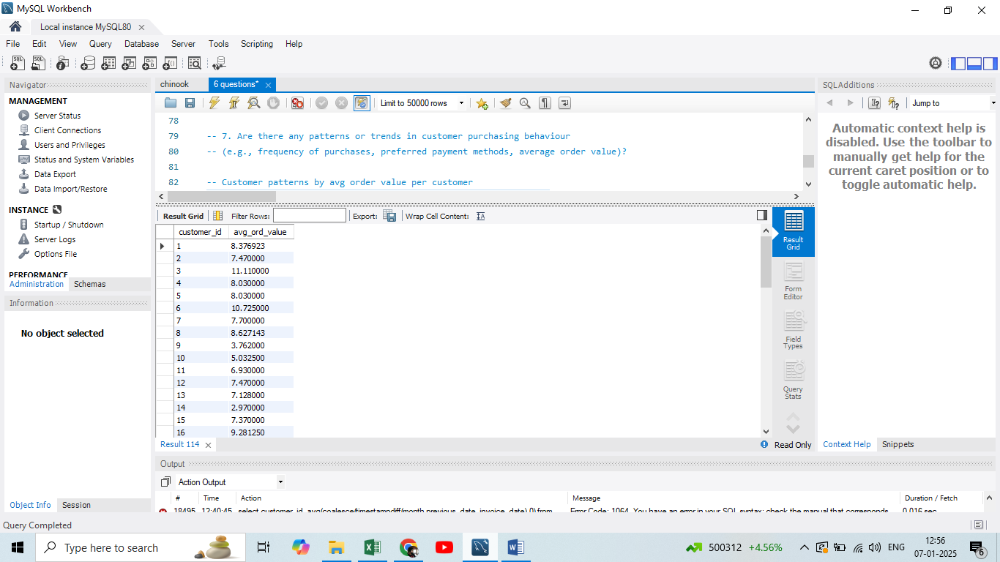 MySQL Workbench
Local instance MySQL80
File Edit View Query Database Server Tools Scripting Help
Navigator
MANAGEMENT
Server Status
Client Connections
Users and Privileges
Status and System Variables
Data Export
Data Import/Restore
INSTANCE
Startup / Shutdown
Server Logs
Options File
PERFORMANCE
Administration Schemas
Information
No object selected
Object Info Session
Query Completed
chinook 6 questions*
Limit to 50000 rows
78
79 -- 7. Are there any patterns or trends in customer purchasing behaviour
80 -- (e.g., frequency of purchases, preferred payment methods, average order value)?
81
82 -- Customer patterns by avg order value per customer
Result Grid Filter Rows: Export: Wrap Cell Content:
customer_id avg_ord_value
1 8.376923
2 7.470000
3 11.110000
4 8.030000
5 8.030000
6 10.725000
7 7.700000
8 8.627143
9 3.762000
10 5.032500
11 6.930000
12 7.470000
13 7.128000
14 2.970000
15 7.370000
16 9.281250
Result Grid
Form Editor
Field Types
Query Stats
Result 114
Read Only
Output
Action Output
# Time Action Message Duration / Fetch
18495 12:40:45 select customer_id, avg(coalesce(timestampdiff(month,previous_date,invoice_date),0) from Error Code: 1064. You have an error in your SQL syntax; check the manual that corresponds 0.016 sec
SQLAdditions
Jump to
Automatic context help is
disabled. Use the toolbar to
manually get help for the
current caret position or to
toggle automatic help.
Context Help Snippets
Type here to search
500312 +4.56%
ENG
12:56
07-01-2025
6